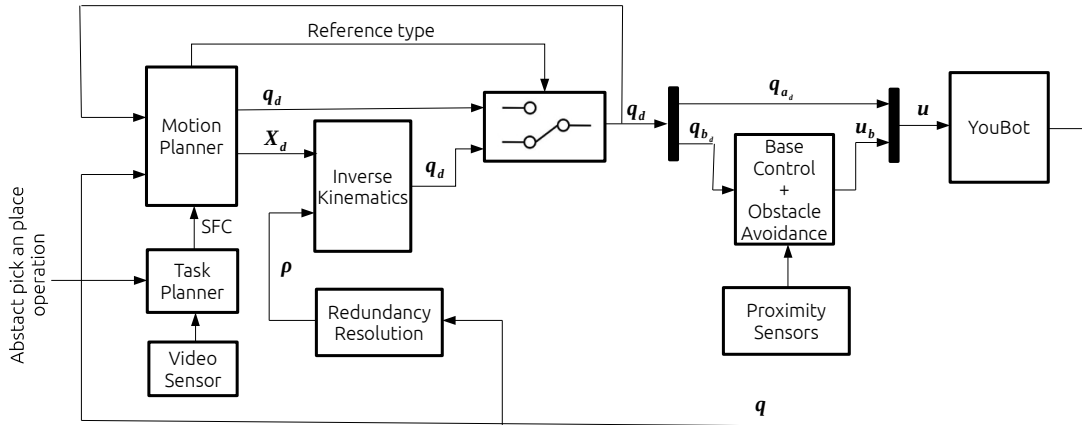 Reference type
q_d
X_d
Motion
Planner
Inverse
Kinematics
q_d
q_d
q_{a_d}
q_{b_d}
u_b
u
YouBot
Base
Control
+
Obstacle
Avoidance
SFC
Abstact pick an place
operation
Task
Planner
ρ
Redundancy
Resolution
Proximity
Sensors
Video
Sensor
q